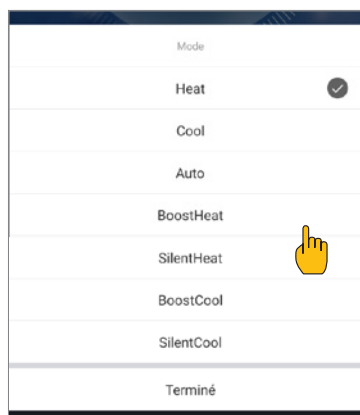 Mode
Heat
Cool
Auto
BoostHeat
SilentHeat
BoostCool
SilentCool
Terminé